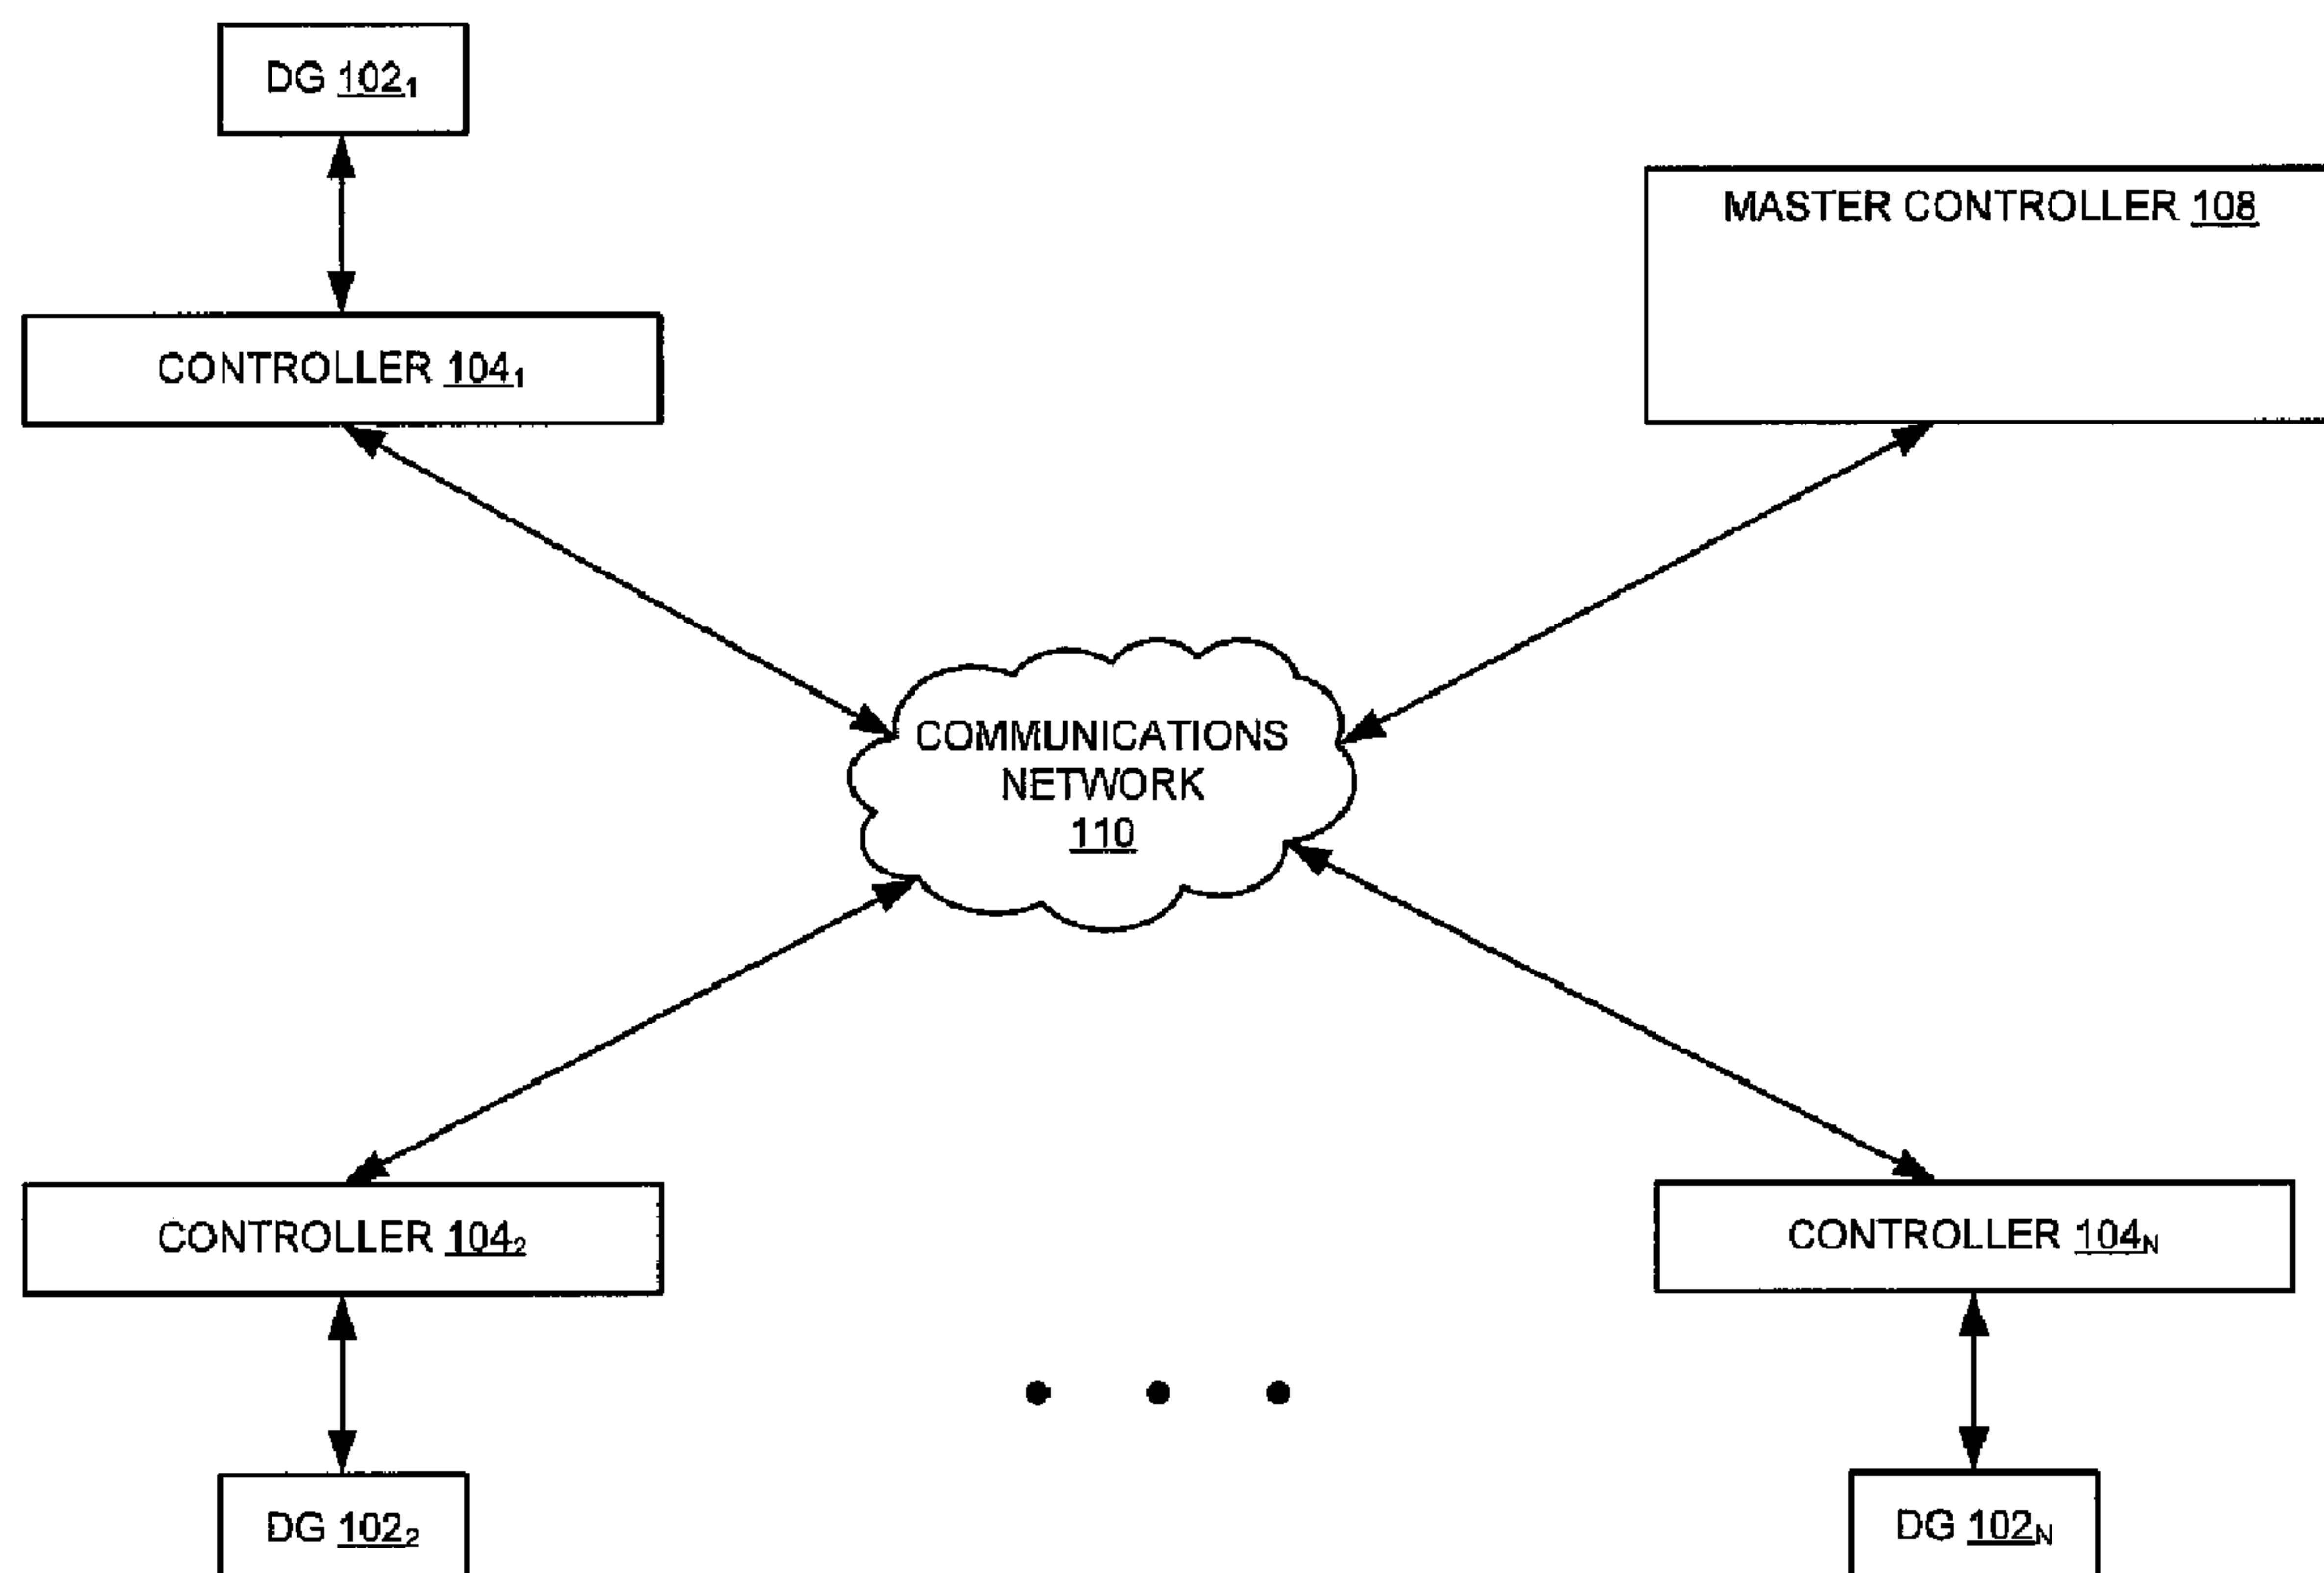 DG 102₁
MASTER CONTROLLER 108
CONTROLLER 104₁
COMMUNICATIONS
NETWORK
110
CONTROLLER 104₂
CONTROLLER 104ₙ
DG 102₂
DG 102ₙ